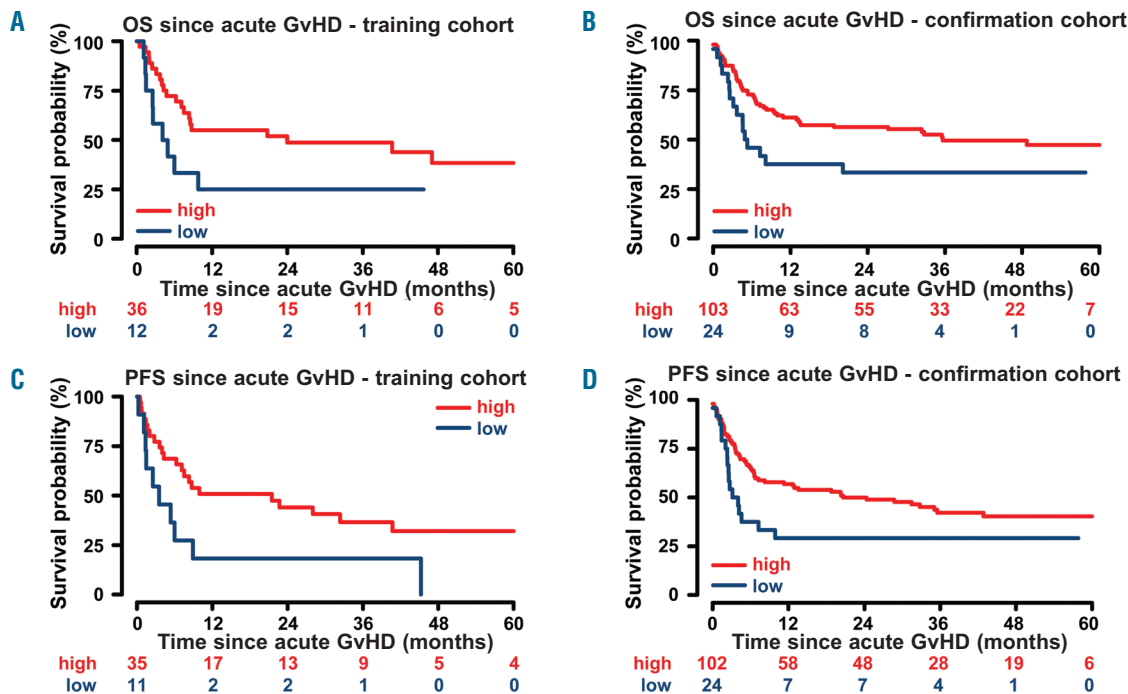 A
OS since acute GvHD - training cohort
Survival probability (%)
100
75
50
25
0
high
low
0 12 24 36 48 60
Time since acute GvHD (months)
high 36 19 15 11 6 5
low 12 2 2 1 0 0
B
OS since acute GvHD - confirmation cohort
Survival probability (%)
100
75
50
25
0
high
low
0 12 24 36 48 60
Time since acute GvHD (months)
high 103 63 55 33 22 7
low 24 9 8 4 1 0
C
PFS since acute GvHD - training cohort
Survival probability (%)
100
75
50
25
0
high
low
0 12 24 36 48 60
Time since acute GvHD (months)
high 35 17 13 9 5 4
low 11 2 2 1 0 0
D
PFS since acute GvHD - confirmation cohort
Survival probability (%)
100
75
50
25
0
high
low
0 12 24 36 48 60
Time since acute GvHD (months)
high 102 58 48 28 19 6
low 24 7 7 4 1 0